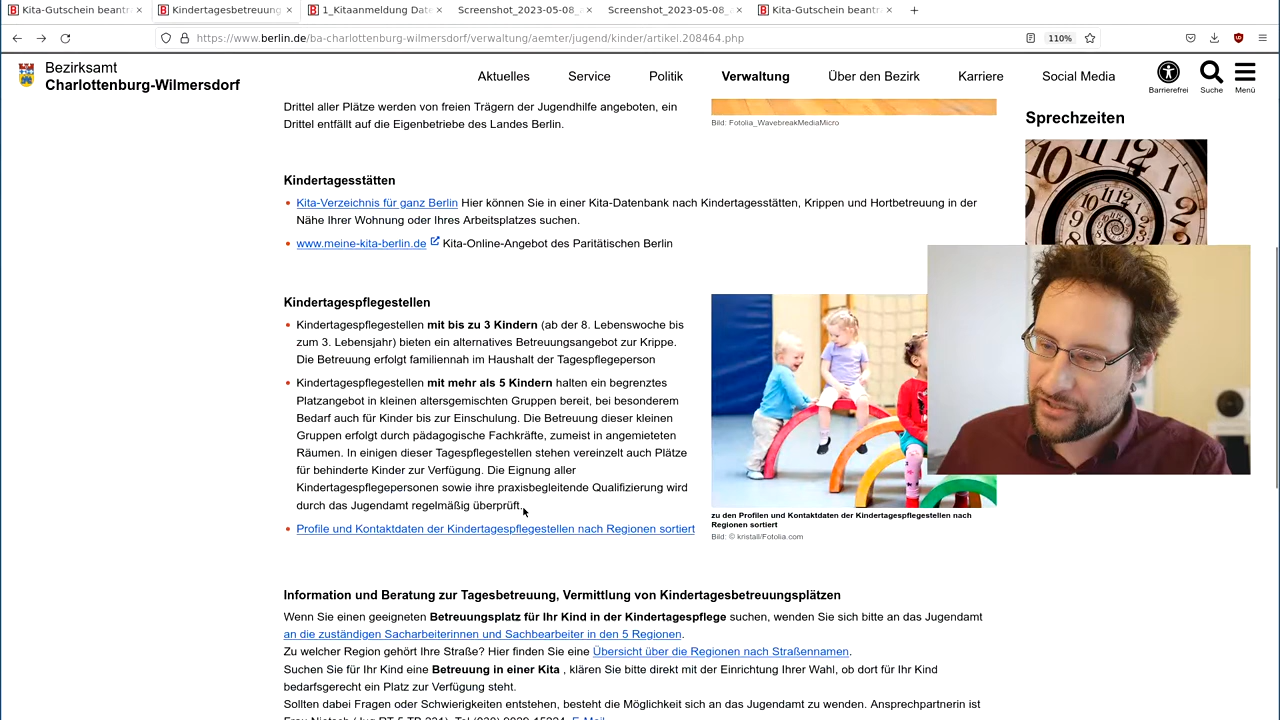 Kita-Gutschein beantr
Kindertagesbetreuung
1_Kitaanmeldung Date
Screenshot_2023-05-08_
Screenshot_2023-05-08_
Kita-Gutschein beantr
https://www.berlin.de/ba-charlottenburg-wilmersdorf/verwaltung/aemter/jugend/kinder/artikel.208464.php
110%
Bezirksamt
Charlottenburg-Wilmersdorf
Aktuelles Service Politik Verwaltung Über den Bezirk Karriere Social Media
Barrierefrei Suche Menü
Drittel aller Plätze werden von freien Trägern der Jugendhilfe angeboten, ein
Drittel entfällt auf die Eigenbetriebe des Landes Berlin.
Bild: Fotolia_WavebreakMediaMicro
Sprechzeiten
Kindertagesstätten
Kita-Verzeichnis für ganz Berlin Hier können Sie in einer Kita-Datenbank nach Kindertagesstätten, Krippen und Hortbetreuung in der
Nähe Ihrer Wohnung oder Ihres Arbeitsplatzes suchen.
www.meine-kita-berlin.de Kita-Online-Angebot des Paritätischen Berlin
Kindertagespflegestellen
Kindertagespflegestellen mit bis zu 3 Kindern (ab der 8. Lebenswoche bis
zum 3. Lebensjahr) bieten ein alternatives Betreuungsangebot zur Krippe.
Die Betreuung erfolgt familiennah im Haushalt der Tagespflegeperson
Kindertagespflegestellen mit mehr als 5 Kindern halten ein begrenztes
Platzangebot in kleinen altersgemischten Gruppen bereit, bei besonderem
Bedarf auch für Kinder bis zur Einschulung. Die Betreuung dieser kleinen
Gruppen erfolgt durch pädagogische Fachkräfte, zumeist in angemieteten
Räumen. In einigen dieser Tagespflegestellen stehen vereinzelt auch Plätze
für behinderte Kinder zur Verfügung. Die Eignung aller
Kindertagespflegepersonen sowie ihre praxisbegleitende Qualifizierung wird
durch das Jugendamt regelmäßig überprüft.
Profile und Kontaktdaten der Kindertagespflegestellen nach Regionen sortiert
zu den Profilen und Kontaktdaten der Kindertagespflegestellen nach
Regionen sortiert
Bild: © kristall/Fotolia.com
Information und Beratung zur Tagesbetreuung, Vermittlung von Kindertagesbetreuungsplätzen
Wenn Sie einen geeigneten Betreuungsplatz für Ihr Kind in der Kindertagespflege suchen, wenden Sie sich bitte an das Jugendamt
an die zuständigen Sacharbeiterinnen und Sachbearbeiter in den 5 Regionen.
Zu welcher Region gehört Ihre Straße? Hier finden Sie eine Übersicht über die Regionen nach Straßennamen.
Suchen Sie für Ihr Kind eine Betreuung in einer Kita , klären Sie bitte direkt mit der Einrichtung Ihrer Wahl, ob dort für Ihr Kind
bedarfsgerecht ein Platz zur Verfügung steht.
Sollten dabei Fragen oder Schwierigkeiten entstehen, besteht die Möglichkeit sich an das Jugendamt zu wenden. Ansprechpartnerin ist